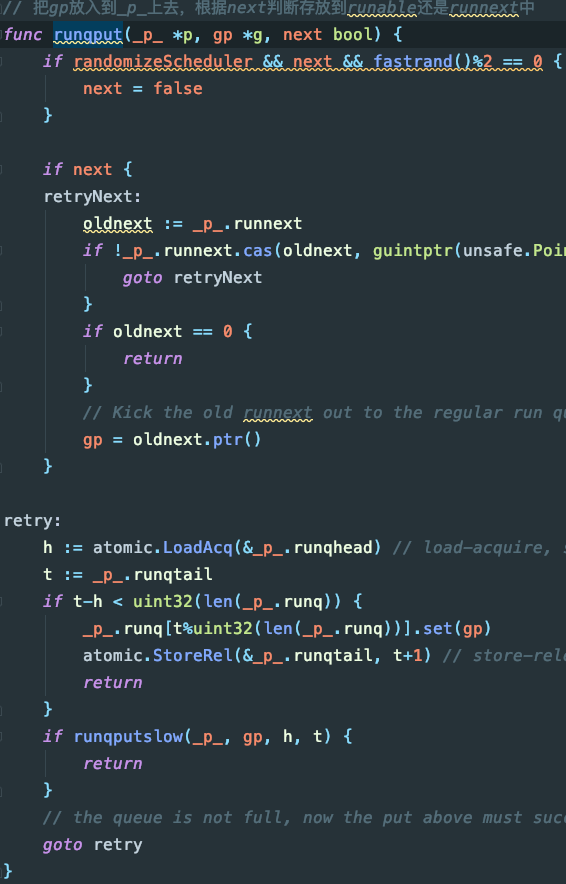 // 把gp放入到_p_上去，根据next判断存放到runable还是runnext中
func runqput(_p_ *p, gp *g, next bool) {
if randomizeScheduler && next && fastrand()%2 == 0 {
next = false
}
if next {
retryNext:
oldnext := _p_.runnext
if !_p_.runnext.cas(oldnext, guintptr(unsafe.Poin
goto retryNext
}
if oldnext == 0 {
return
}
// Kick the old runnext out to the regular run qu
gp = oldnext.ptr()
}
retry:
h := atomic.LoadAcq(&_p_.runqhead) // load-acquire, s
t := _p_.runqtail
if t-h < uint32(len(_p_.runq)) {
_p_.runq[t%uint32(len(_p_.runq))].set(gp)
atomic.StoreRel(&_p_.runqtail, t+1) // store-rele
return
}
if runqputslow(_p_, gp, h, t) {
return
}
// the queue is not full, now the put above must succ
goto retry
}